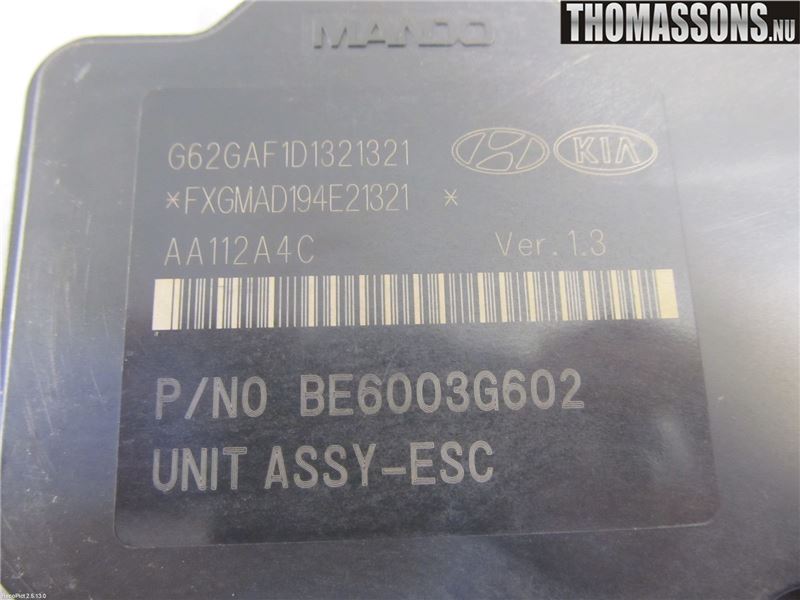 THOMASSONS.NU
MANDO
G62GAF1D1321321
KIA
*FXGMAD194E21321 *
AA112A4C Ver. 1.3
P/NO BE6003G602
UNIT ASSY-ESC